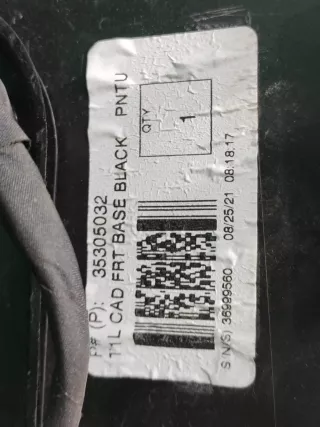 P# (P): 35305032
T1L CAD FRT BASE BLACK PNTU
QTY
1
S(N/S) 36999560 08/25/21 08.18.17